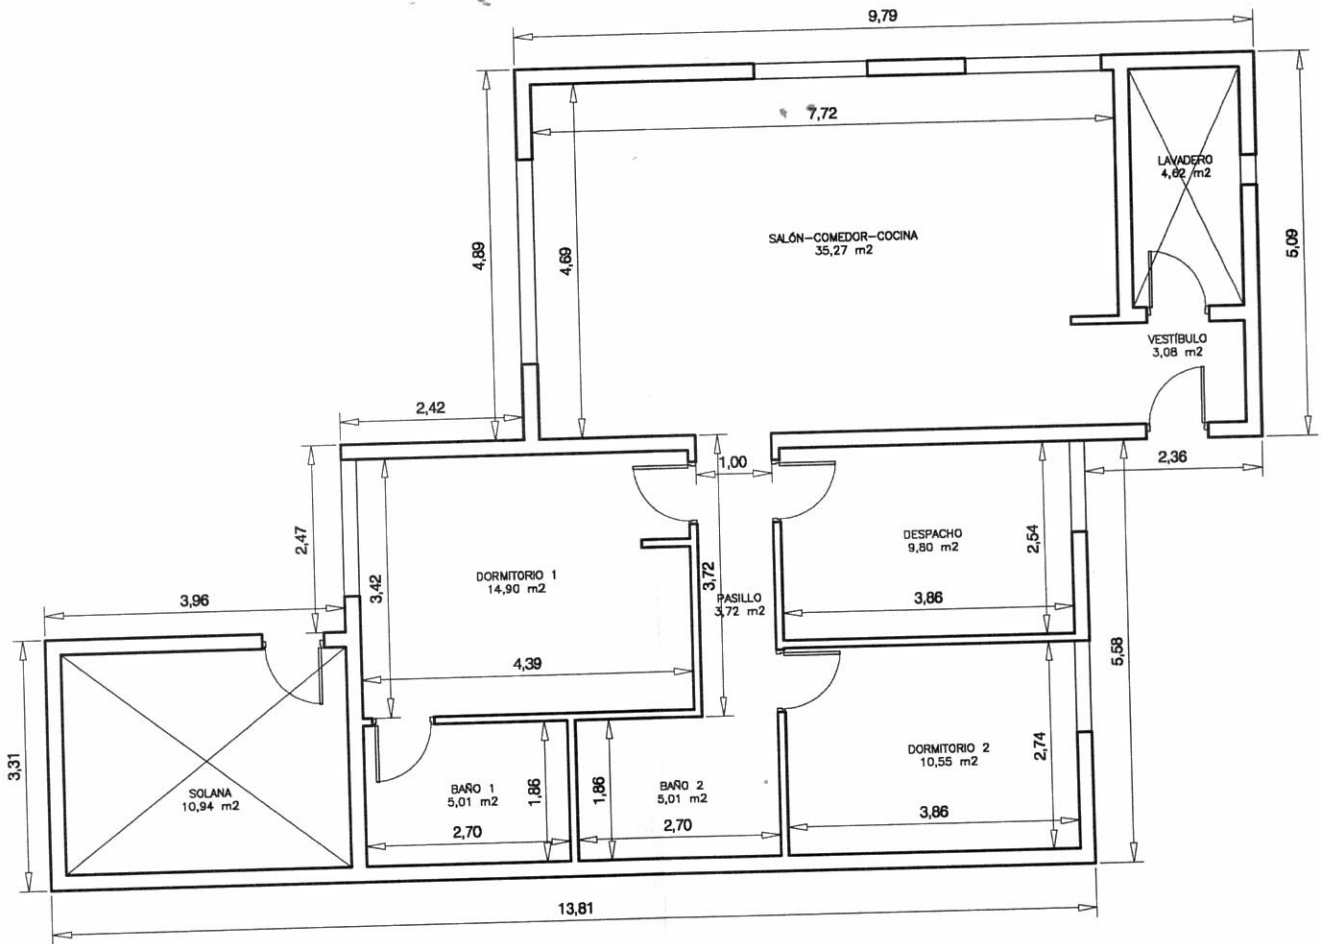 9,79
7,72
LAVADERO
4,62 m2
SALÓN-COMEDOR-COCINA
35,27 m2
4,89
4,69
5,09
VESTÍBULO
3,08 m2
2,42
1,00
2,36
2,47
3,42
DORMITORIO 1
14,90 m2
3,72
PASILLO
3,72 m2
DESPACHO
9,80 m2
2,54
3,86
3,96
4,39
5,58
3,31
SOLANA
10,94 m2
BAÑO 1
5,01 m2
1,86
2,70
1,86
BAÑO 2
5,01 m2
2,70
DORMITORIO 2
10,55 m2
2,74
3,86
13,81